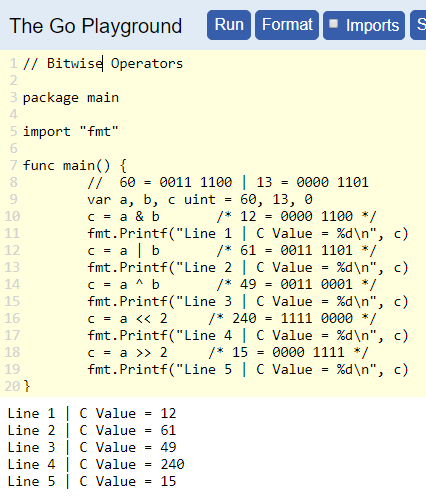 The Go Playground Run Format Imports S
1 // Bitwise Operators
2
3 package main
4
5 import "fmt"
6
7 func main() {
8         //  60 = 0011 1100 | 13 = 0000 1101
9         var a, b, c uint = 60, 13, 0
10         c = a & b       /* 12 = 0000 1100 */
11         fmt.Printf("Line 1 | C Value = %d\n", c)
12         c = a | b       /* 61 = 0011 1101 */
13         fmt.Printf("Line 2 | C Value = %d\n", c)
14         c = a ^ b       /* 49 = 0011 0001 */
15         fmt.Printf("Line 3 | C Value = %d\n", c)
16         c = a << 2     /* 240 = 1111 0000 */
17         fmt.Printf("Line 4 | C Value = %d\n", c)
18         c = a >> 2     /* 15 = 0000 1111 */
19         fmt.Printf("Line 5 | C Value = %d\n", c)
20 }
Line 1 | C Value = 12
Line 2 | C Value = 61
Line 3 | C Value = 49
Line 4 | C Value = 240
Line 5 | C Value = 15